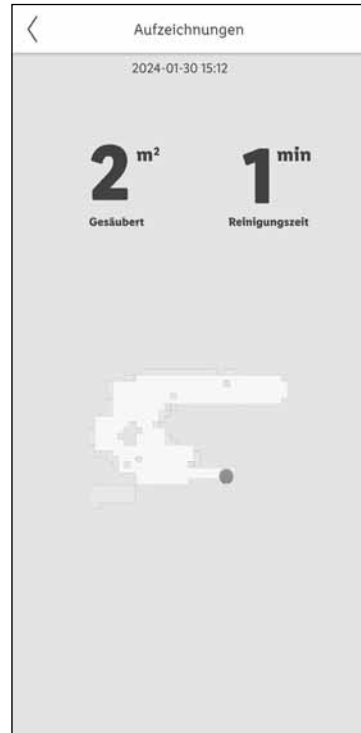 Aufzeichnungen
2024-01-30 15:12
2 m² 1 min
Gesäubert Reinigungszeit